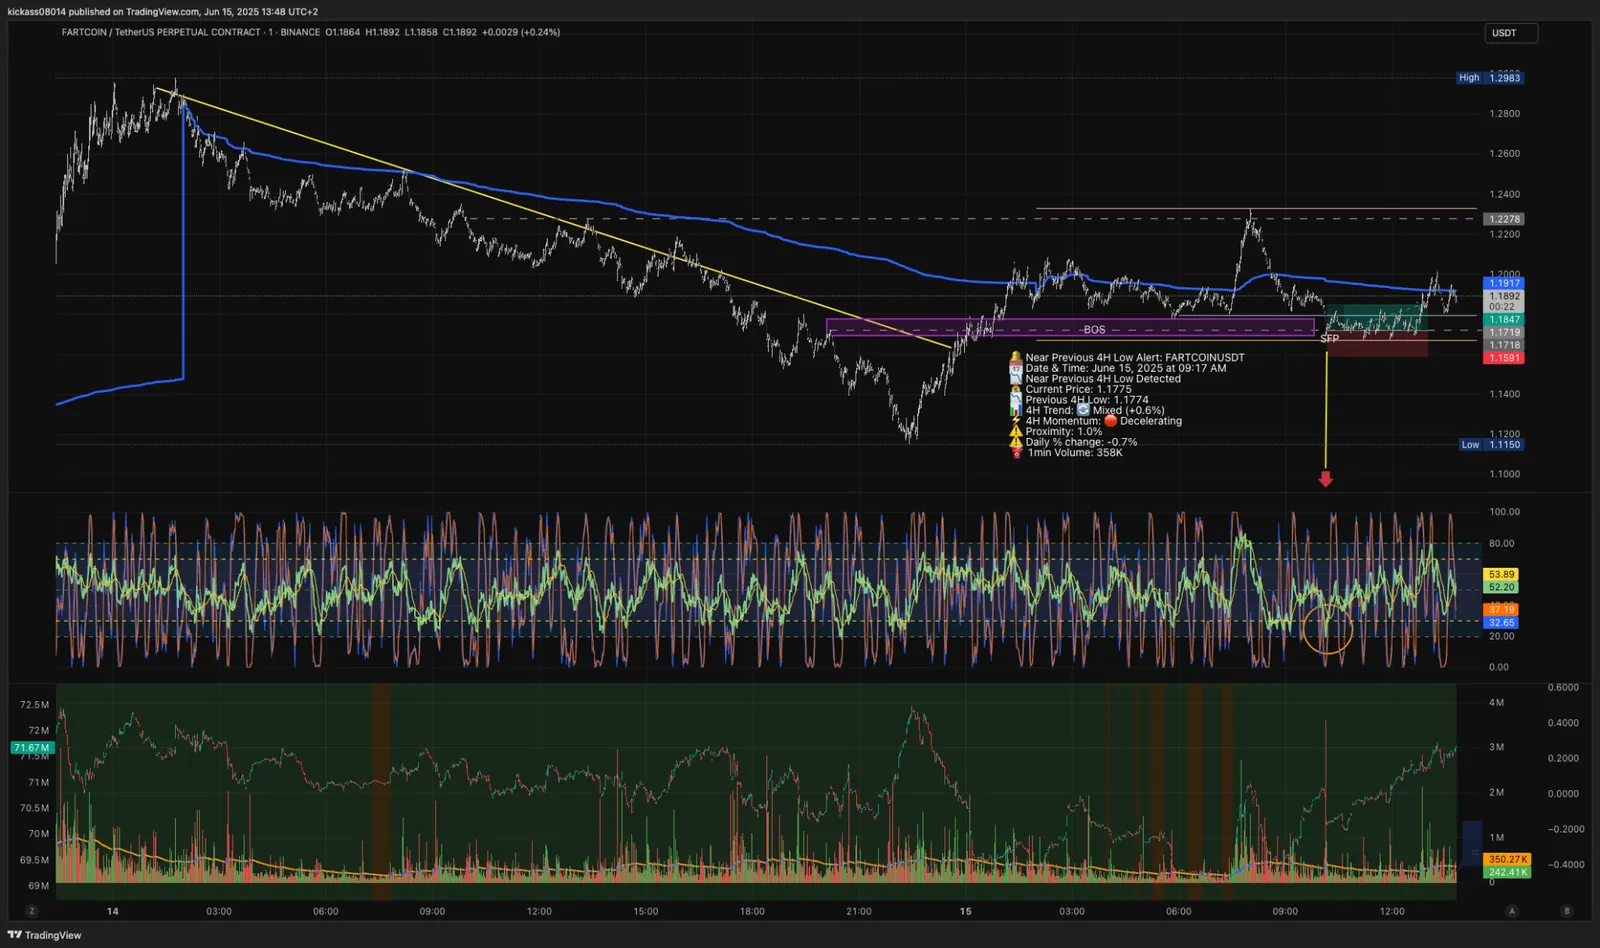 kickass08014 published on TradingView.com, Jun 15, 2025 13:48 UTC+2
FARTCOIN / TetherUS PERPETUAL CONTRACT · 1 · BINANCE O1.1864 H1.1892 L1.1858 C1.1892 +0.0029 (+0.24%)
USDT
High 1.2983
1.2800
1.2600
1.2400
1.2278
1.2200
1.2000
1.1917
1.1892
00:22
1.1847
1.1719
1.1718
1.1591
1.1400
1.1200
Low 1.1150
1.1000
BOS
SFP
Near Previous 4H Low Alert: FARTCOINUSDT
Date & Time: June 15, 2025 at 09:17 AM
Near Previous 4H Low Detected
Current Price: 1.1775
Previous 4H Low: 1.1774
4H Trend: Mixed (+0.6%)
4H Momentum: Decelerating
Proximity: 1.0%
Daily % change: -0.7%
1min Volume: 358K
100.00
80.00
53.89
52.20
37.19
32.65
20.00
0.00
72.5M
72M
71.67M
71.5M
71M
70.5M
70M
69.5M
69M
4M
3M
2M
1M
350.27K
242.41K
0
0.6000
0.4000
0.2000
0.0000
−0.2000
−0.4000
Z
14
03:00
06:00
09:00
12:00
15:00
18:00
21:00
15
03:00
06:00
09:00
12:00
A
B
TradingView